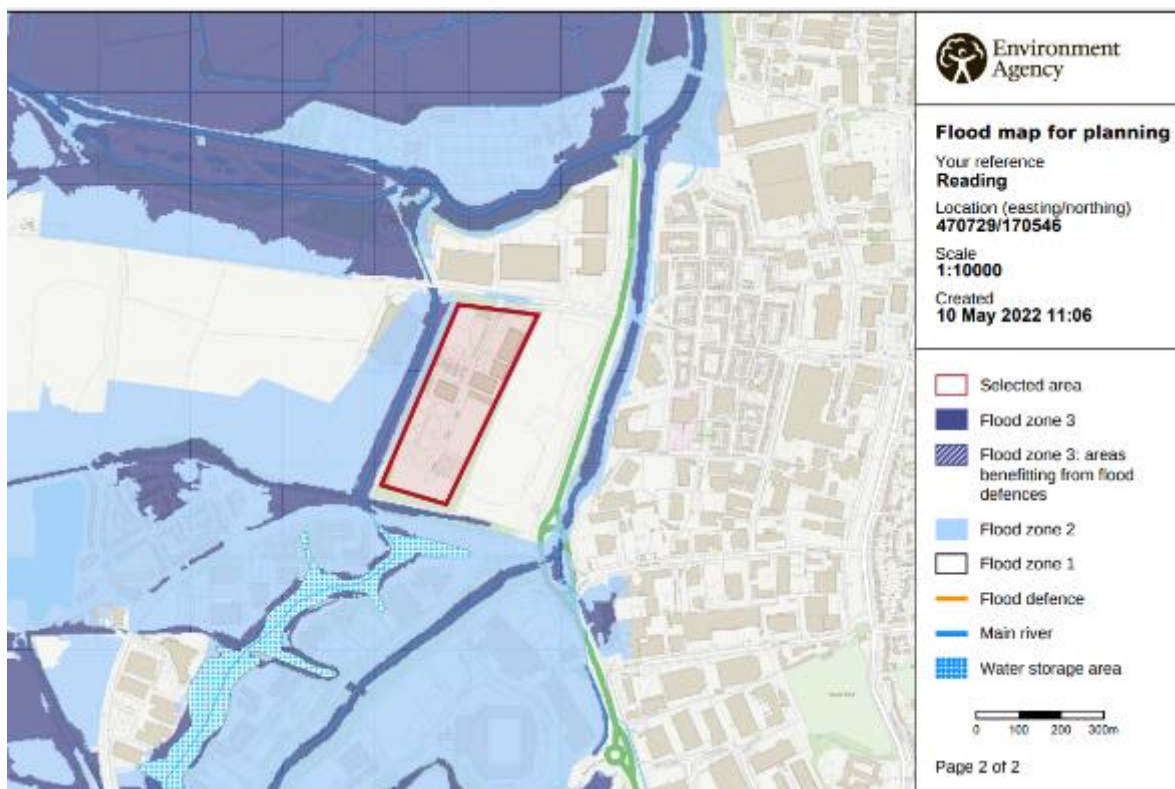 Environment
Agency
Flood map for planning
Your reference
Reading
Location (easting/northing)
470729/170546
Scale
1:10000
Created
10 May 2022 11:06
Selected area
Flood zone 3
Flood zone 3: areas
benefitting from flood
defences
Flood zone 2
Flood zone 1
Flood defence
Main river
Water storage area
0 100 200 300m
Page 2 of 2